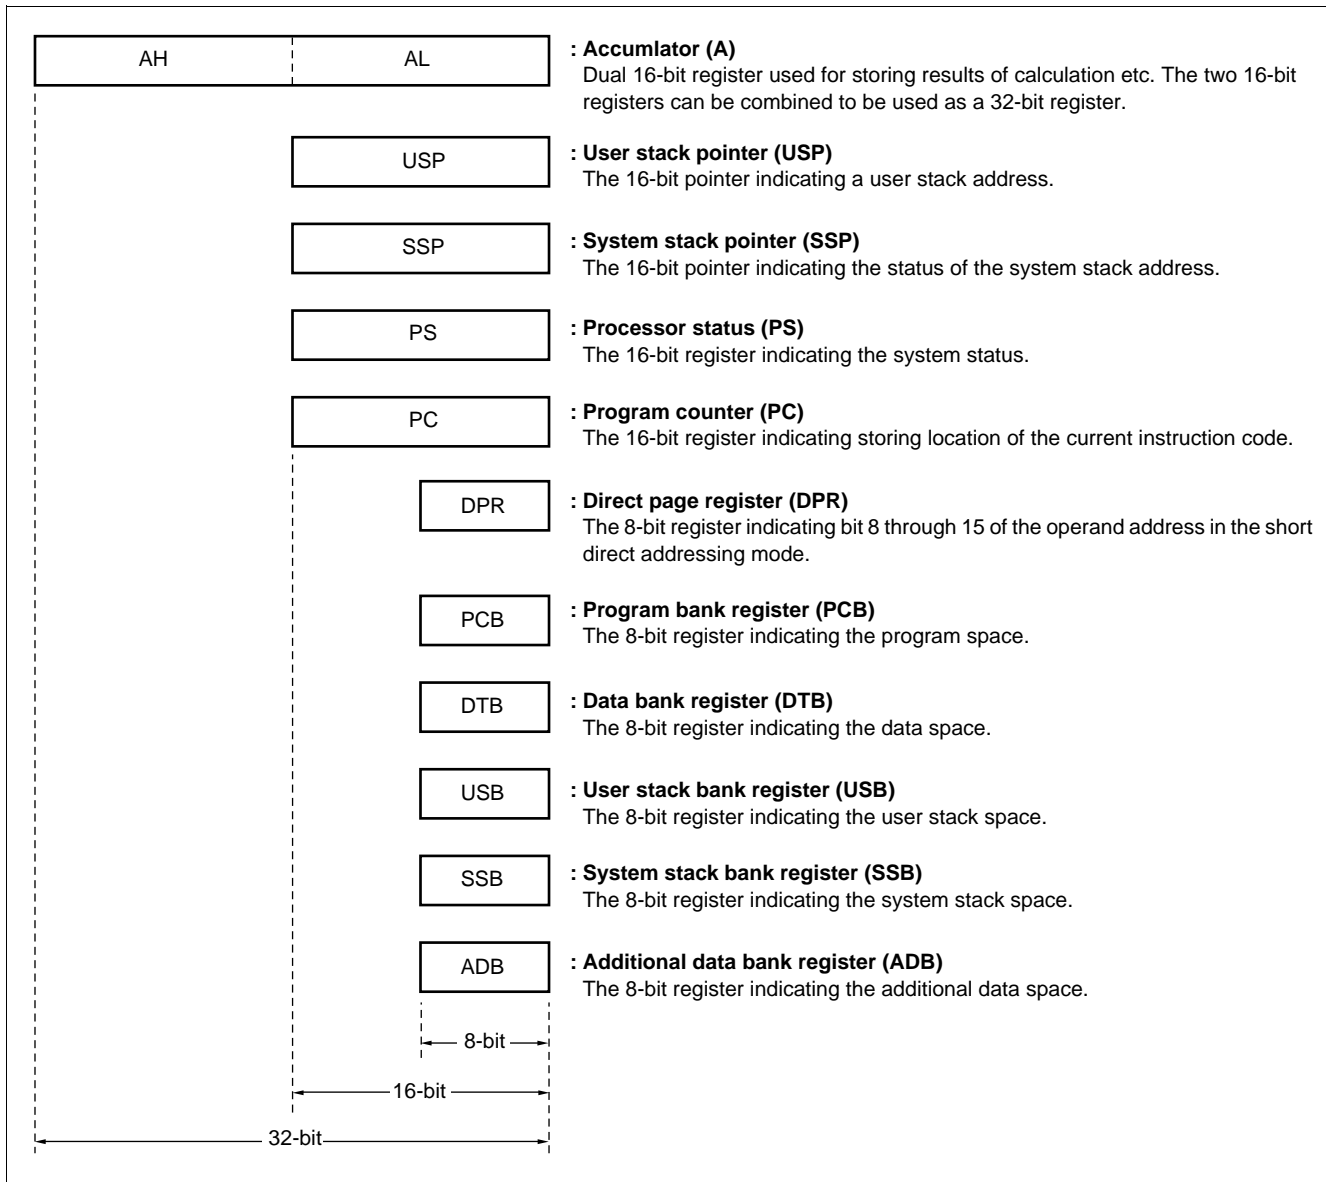 AH AL
: Accumlator (A)
Dual 16-bit register used for storing results of calculation etc. The two 16-bit
registers can be combined to be used as a 32-bit register.
USP
: User stack pointer (USP)
The 16-bit pointer indicating a user stack address.
SSP
: System stack pointer (SSP)
The 16-bit pointer indicating the status of the system stack address.
PS
: Processor status (PS)
The 16-bit register indicating the system status.
PC
: Program counter (PC)
The 16-bit register indicating storing location of the current instruction code.
DPR
: Direct page register (DPR)
The 8-bit register indicating bit 8 through 15 of the operand address in the short
direct addressing mode.
PCB
: Program bank register (PCB)
The 8-bit register indicating the program space.
DTB
: Data bank register (DTB)
The 8-bit register indicating the data space.
USB
: User stack bank register (USB)
The 8-bit register indicating the user stack space.
SSB
: System stack bank register (SSB)
The 8-bit register indicating the system stack space.
ADB
: Additional data bank register (ADB)
The 8-bit register indicating the additional data space.
8-bit
16-bit
32-bit